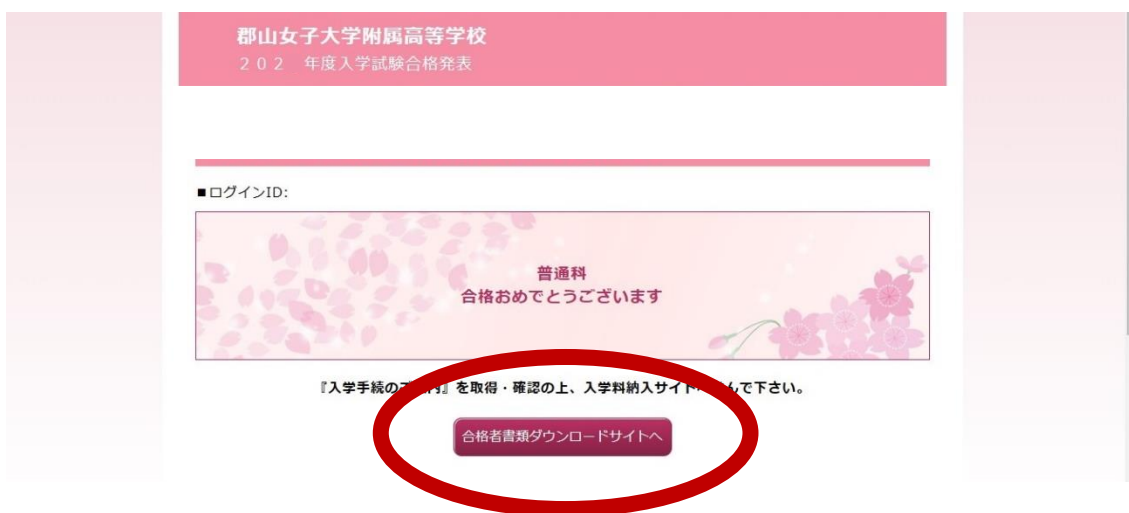 郡山女子大学附属高等学校
202 年度入学試験合格発表
■ログインID:
普通科
合格おめでとうございます
『入学手続のご 内』を取得・確認の上、入学料納入サイト んで下さい。
合格者書類ダウンロードサイトへ